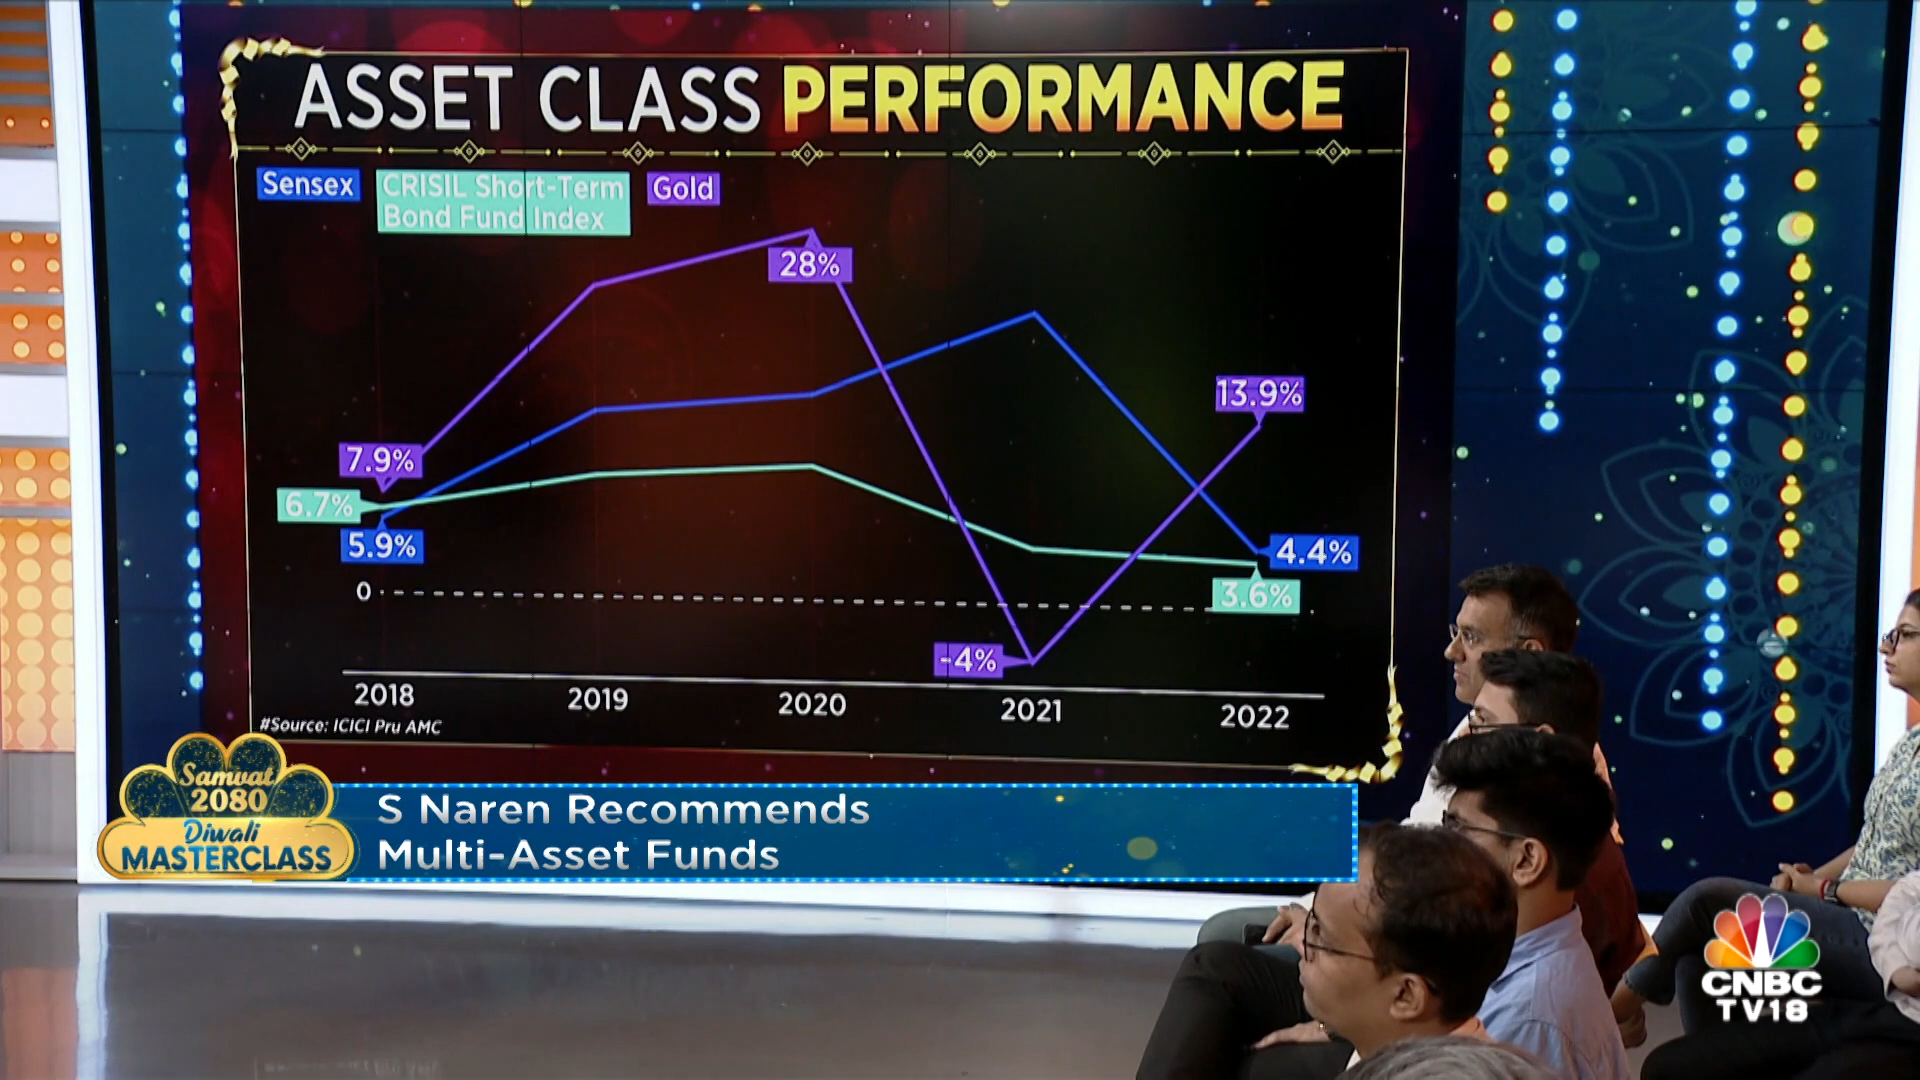 ASSET CLASS PERFORMANCE
Sensex
CRISIL Short-Term
Bond Fund Index
Gold
28%
13.9%
7.9%
6.7%
5.9%
4.4%
3.6%
0
-4%
2018 2019 2020 2021 2022
#Source: ICICI Pru AMC
Samvat
2080
Diwali
MASTERCLASS
S Naren Recommends
Multi-Asset Funds
CNBC
TV18